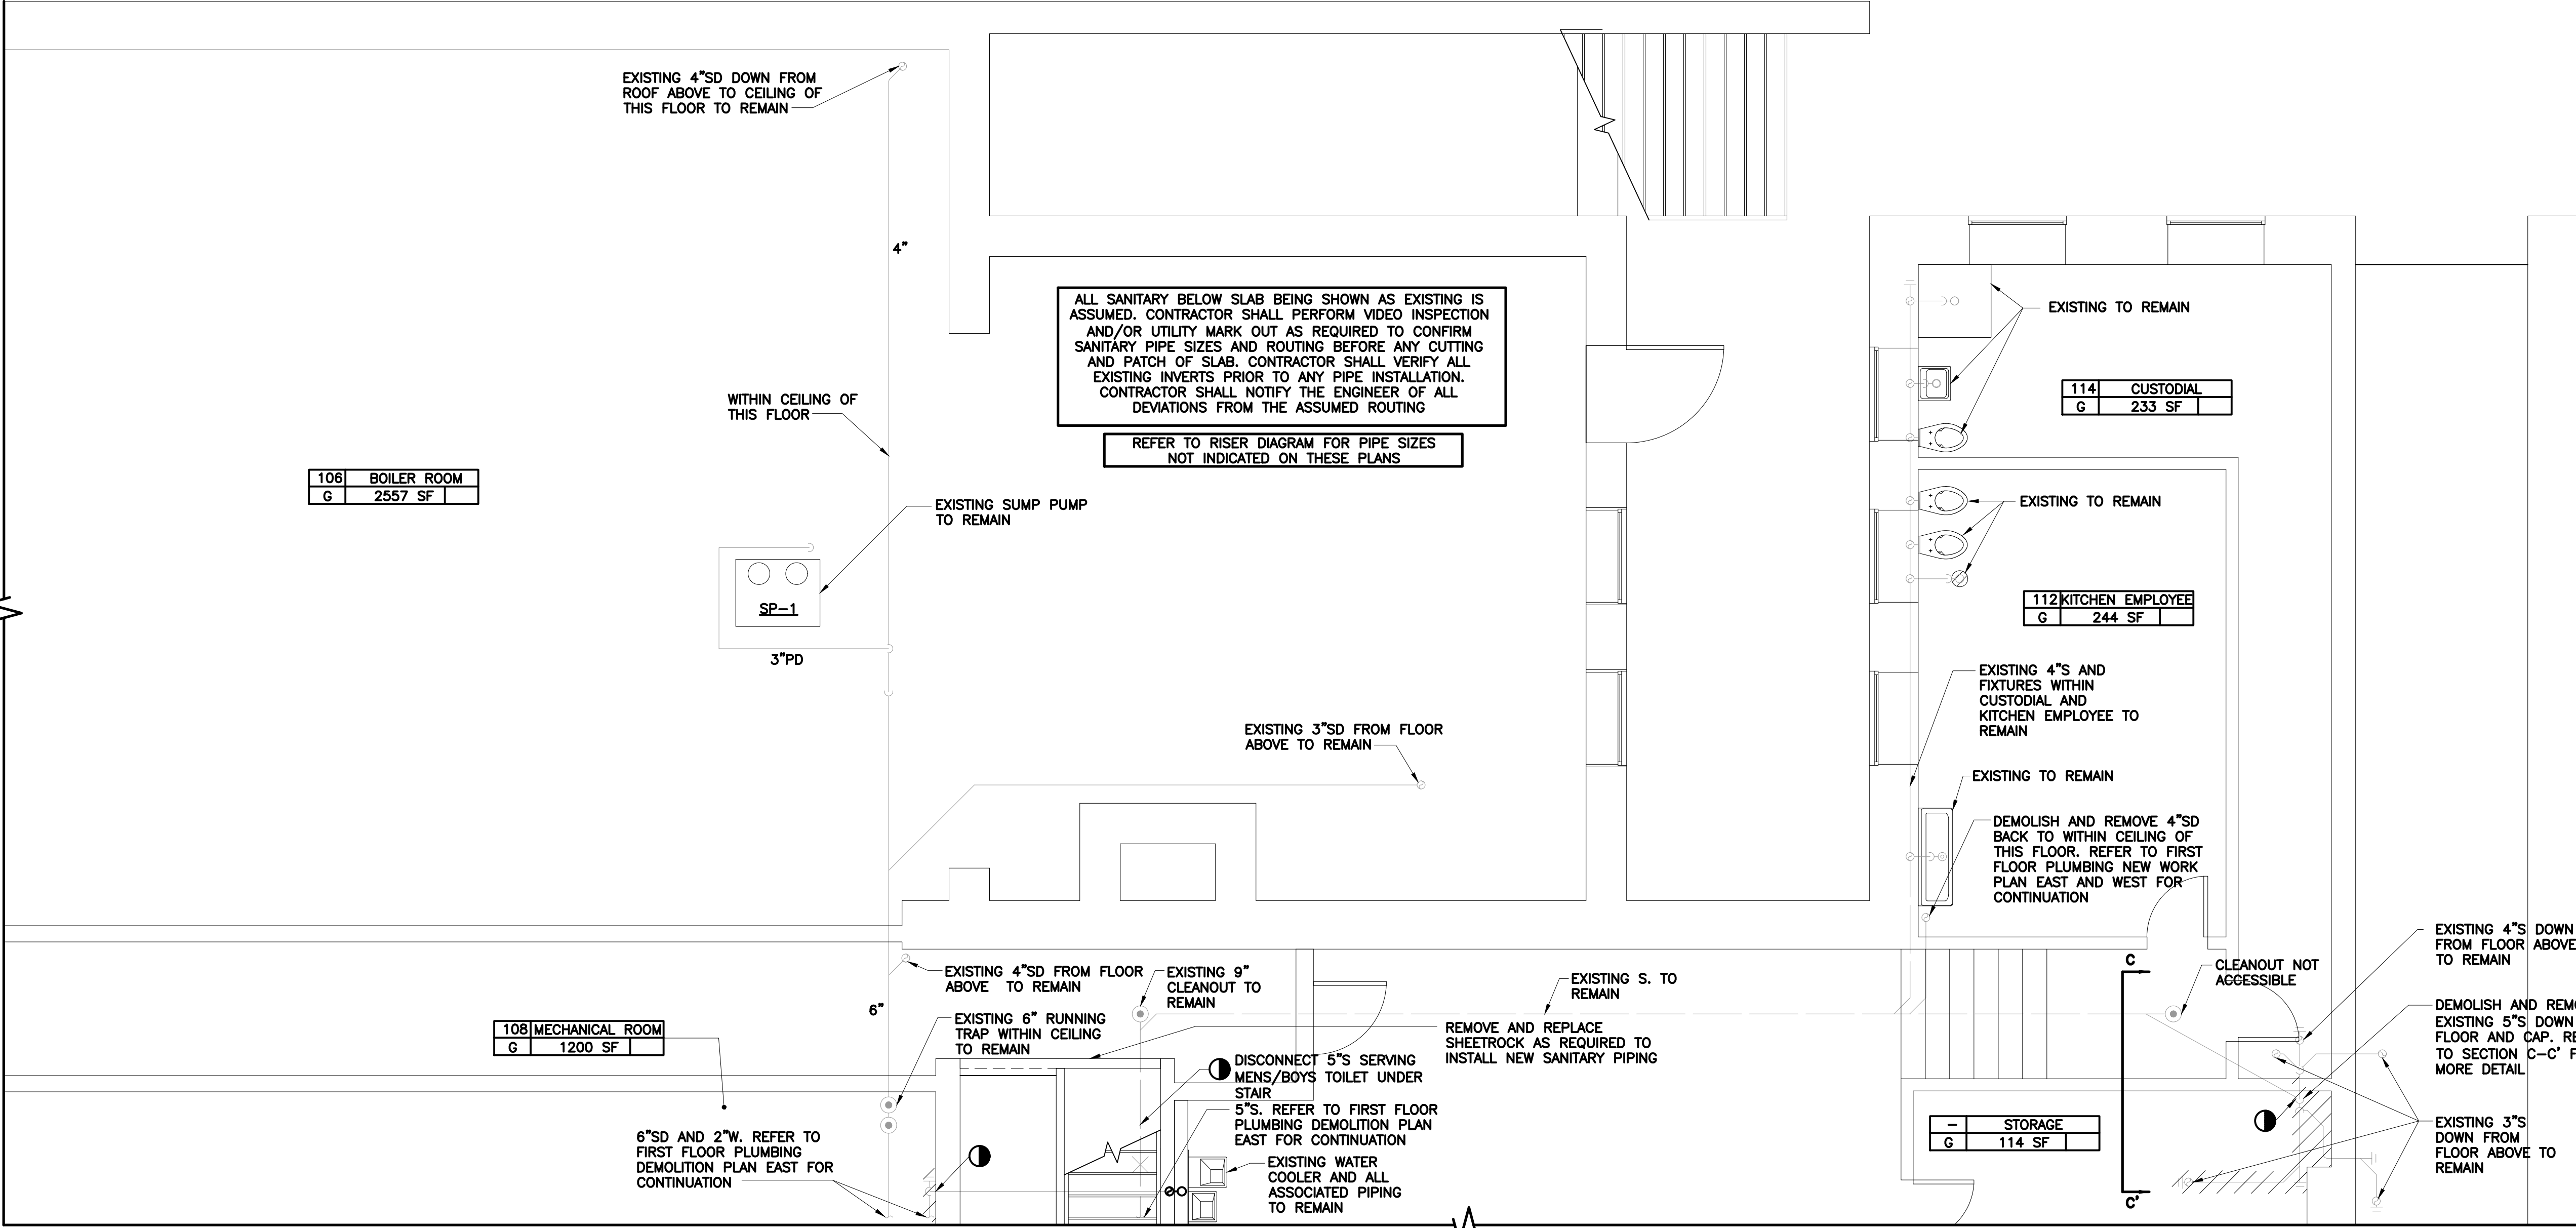 EXISTING 4"SD DOWN FROM
ROOF ABOVE TO CEILING OF
THIS FLOOR TO REMAIN
4"
ALL SANITARY BELOW SLAB BEING SHOWN AS EXISTING IS
ASSUMED. CONTRACTOR SHALL PERFORM VIDEO INSPECTION
AND/OR UTILITY MARK OUT AS REQUIRED TO CONFIRM
SANITARY PIPE SIZES AND ROUTING BEFORE ANY CUTTING
AND PATCH OF SLAB. CONTRACTOR SHALL VERIFY ALL
EXISTING INVERTS PRIOR TO ANY PIPE INSTALLATION.
CONTRACTOR SHALL NOTIFY THE ENGINEER OF ALL
DEVIATIONS FROM THE ASSUMED ROUTING
REFER TO RISER DIAGRAM FOR PIPE SIZES
NOT INDICATED ON THESE PLANS
EXISTING TO REMAIN
114 CUSTODIAL
G 233 SF
WITHIN CEILING OF
THIS FLOOR
106 BOILER ROOM
G 2557 SF
EXISTING SUMP PUMP
TO REMAIN
SP-1
3"PD
EXISTING TO REMAIN
112 KITCHEN EMPLOYEE
G 244 SF
EXISTING 4"S AND
FIXTURES WITHIN
CUSTODIAL AND
KITCHEN EMPLOYEE TO
REMAIN
EXISTING 3"SD FROM FLOOR
ABOVE TO REMAIN
EXISTING TO REMAIN
DEMOLISH AND REMOVE 4"SD
BACK TO WITHIN CEILING OF
THIS FLOOR. REFER TO FIRST
FLOOR PLUMBING NEW WORK
PLAN EAST AND WEST FOR
CONTINUATION
EXISTING 4"S DOWN
FROM FLOOR ABOVE
TO REMAIN
C
CLEANOUT NOT
ACCESSIBLE
EXISTING 4"SD FROM FLOOR
ABOVE TO REMAIN
EXISTING 9"
CLEANOUT TO
REMAIN
EXISTING S. TO
REMAIN
6"
EXISTING 6" RUNNING
TRAP WITHIN CEILING
TO REMAIN
108 MECHANICAL ROOM
G 1200 SF
REMOVE AND REPLACE
SHEETROCK AS REQUIRED TO
INSTALL NEW SANITARY PIPING
DEMOLISH AND REM
EXISTING 5"S DOWN
FLOOR AND CAP. RE
TO SECTION C-C' F
MORE DETAIL
DISCONNECT 5"S SERVING
MENS/BOYS TOILET UNDER
STAIR
5"S. REFER TO FIRST FLOOR
PLUMBING DEMOLITION PLAN
EAST FOR CONTINUATION
- STORAGE
G 114 SF
EXISTING 3"S
DOWN FROM
FLOOR ABOVE TO
REMAIN
6"SD AND 2"W. REFER TO
FIRST FLOOR PLUMBING
DEMOLITION PLAN EAST FOR
CONTINUATION
EXISTING WATER
COOLER AND ALL
ASSOCIATED PIPING
TO REMAIN
C'